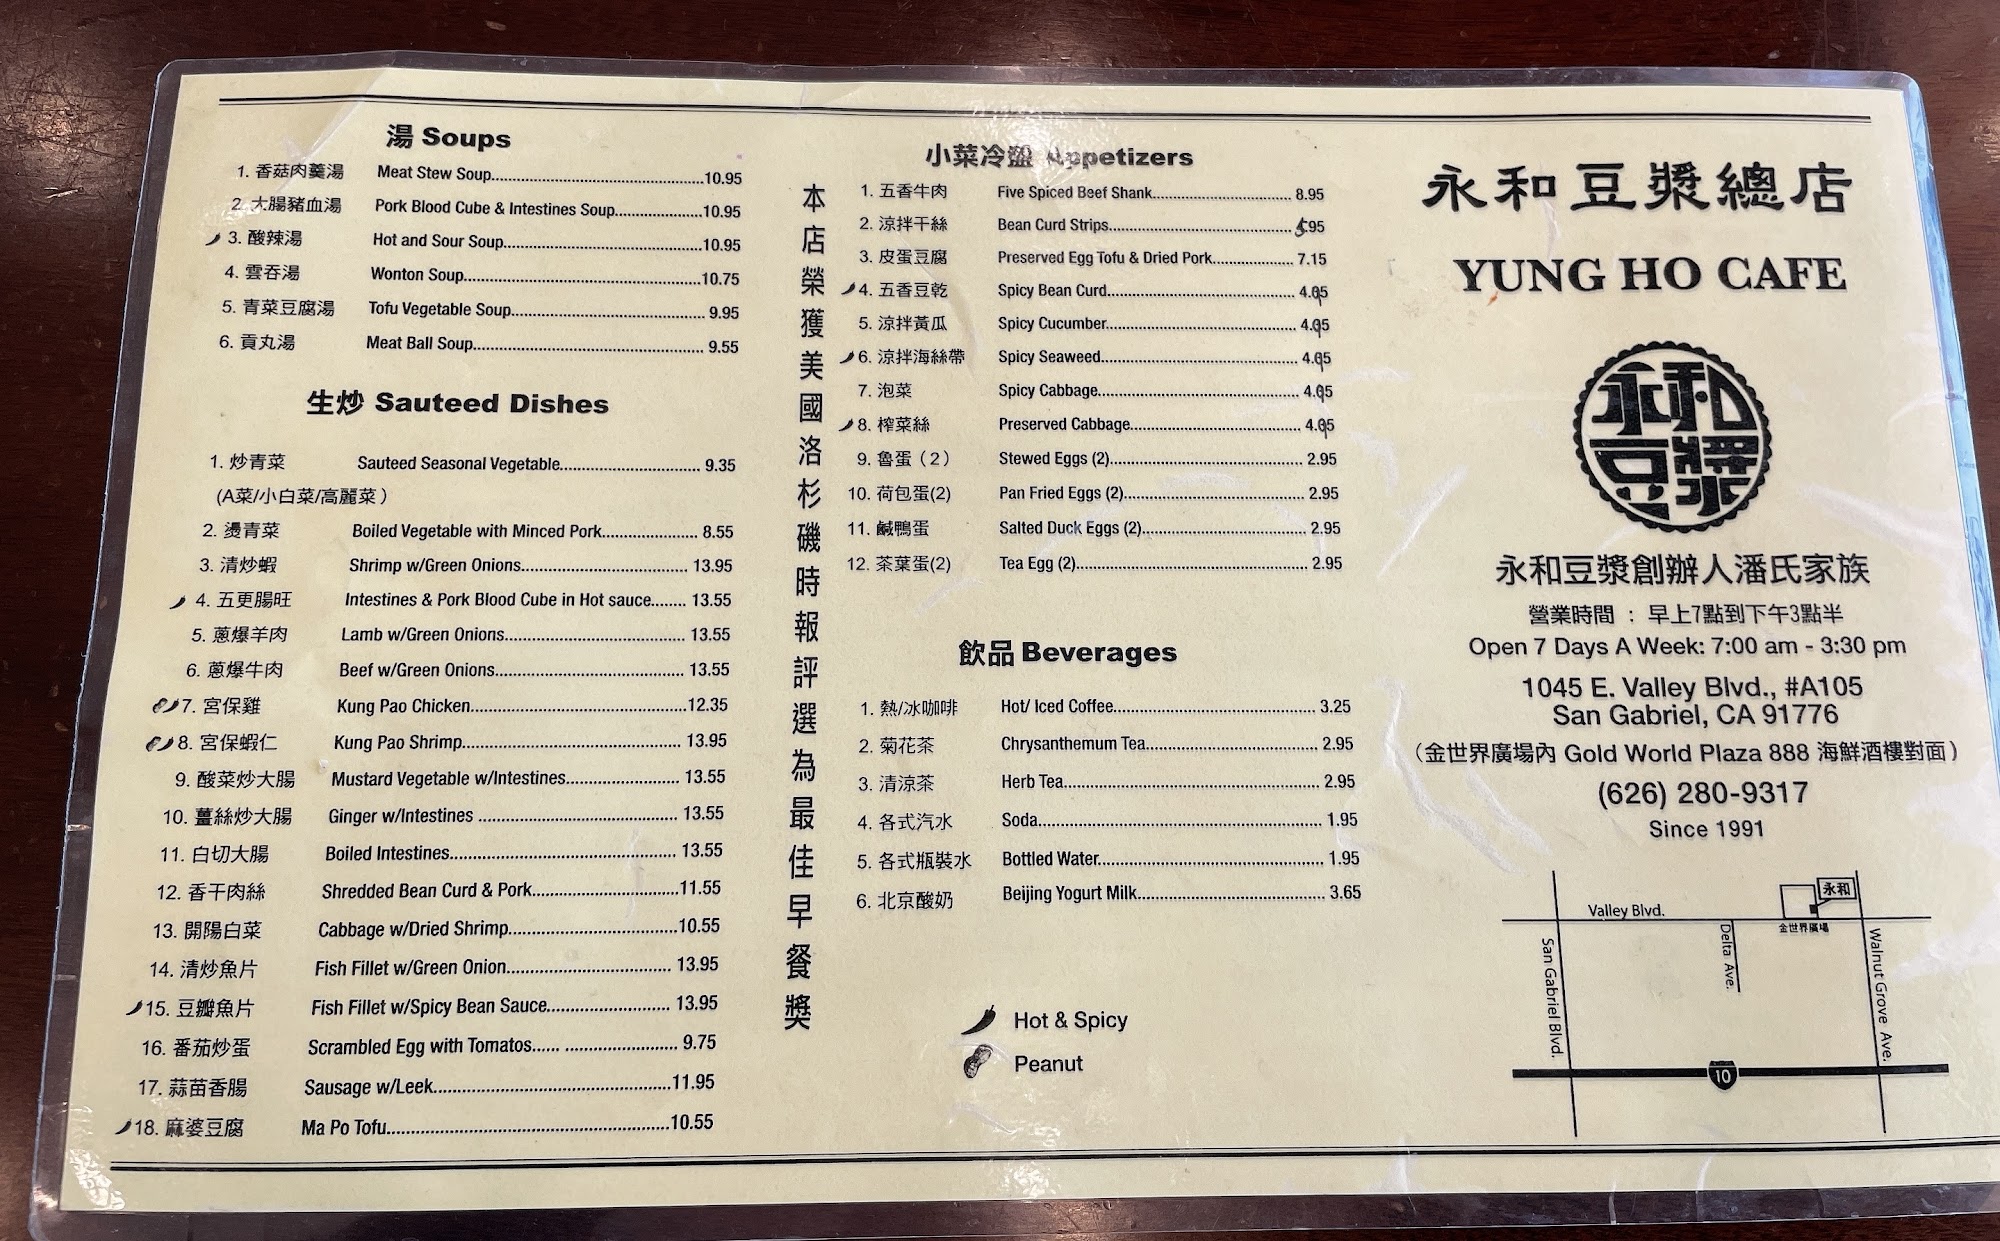 湯 Soups
1. 香菇肉羹湯 Meat Stew Soup 10.95
2. 大腸豬血湯 Pork Blood Cube & Intestines Soup 10.95
3. 酸辣湯 Hot and Sour Soup 10.95
4. 雲吞湯 Wonton Soup 10.75
5. 青菜豆腐湯 Tofu Vegetable Soup 9.95
6. 貢丸湯 Meat Ball Soup 9.55
生炒 Sauteed Dishes
1. 炒青菜 Sauteed Seasonal Vegetable 9.35
(A菜/小白菜/高麗菜)
2. 燙青菜 Boiled Vegetable with Minced Pork 8.55
3. 清炒蝦 Shrimp w/Green Onions 13.95
4. 五更腸旺 Intestines & Pork Blood Cube in Hot sauce 13.55
5. 蔥爆羊肉 Lamb w/Green Onions 13.55
6. 蔥爆牛肉 Beef w/Green Onions 13.55
7. 宮保雞 Kung Pao Chicken 12.35
8. 宮保蝦仁 Kung Pao Shrimp 13.95
9. 酸菜炒大腸 Mustard Vegetable w/Intestines 13.55
10. 薑絲炒大腸 Ginger w/Intestines 13.55
11. 白切大腸 Boiled Intestines 13.55
12. 香干肉絲 Shredded Bean Curd & Pork 11.55
13. 開陽白菜 Cabbage w/Dried Shrimp 10.55
14. 清炒魚片 Fish Fillet w/Green Onion 13.95
15. 豆瓣魚片 Fish Fillet w/Spicy Bean Sauce 13.95
16. 番茄炒蛋 Scrambled Egg with Tomatos 9.75
17. 蒜苗香腸 Sausage w/Leek 11.95
18. 麻婆豆腐 Ma Po Tofu 10.55
本店榮獲美國洛杉磯時報評選為最佳早餐獎
小菜冷盤 Appetizers
1. 五香牛肉 Five Spiced Beef Shank 8.95
2. 涼拌干絲 Bean Curd Strips 5.95
3. 皮蛋豆腐 Preserved Egg Tofu & Dried Pork 7.15
4. 五香豆乾 Spicy Bean Curd
5. 涼拌黃瓜 Spicy Cucumber
6. 涼拌海絲帶 Spicy Seaweed
7. 泡菜 Spicy Cabbage
8. 榨菜絲 Preserved Cabbage
9. 魯蛋(2) Stewed Eggs (2) 2.95
10. 荷包蛋(2) Pan Fried Eggs (2) 2.95
11. 鹹鴨蛋 Salted Duck Eggs (2) 2.95
12. 茶葉蛋(2) Tea Egg (2) 2.95
飲品 Beverages
1. 熱/冰咖啡 Hot/ Iced Coffee 3.25
2. 菊花茶 Chrysanthemum Tea 2.95
3. 清涼茶 Herb Tea 2.95
4. 各式汽水 Soda 1.95
5. 各式瓶裝水 Bottled Water 1.95
6. 北京酸奶 Beijing Yogurt Milk 3.65
Hot & Spicy
Peanut
永和豆漿總店
YUNG HO CAFE
永和豆漿
永和豆漿創辦人潘氏家族
營業時間 : 早上7點到下午3點半
Open 7 Days A Week: 7:00 am - 3:30 pm
1045 E. Valley Blvd., #A105
San Gabriel, CA 91776
(金世界廣場內 Gold World Plaza 888 海鮮酒樓對面)
(626) 280-9317
Since 1991
永和
Valley Blvd.
金世界廣場
San Gabriel Blvd.
Delta Ave.
Walnut Grove Ave.
10